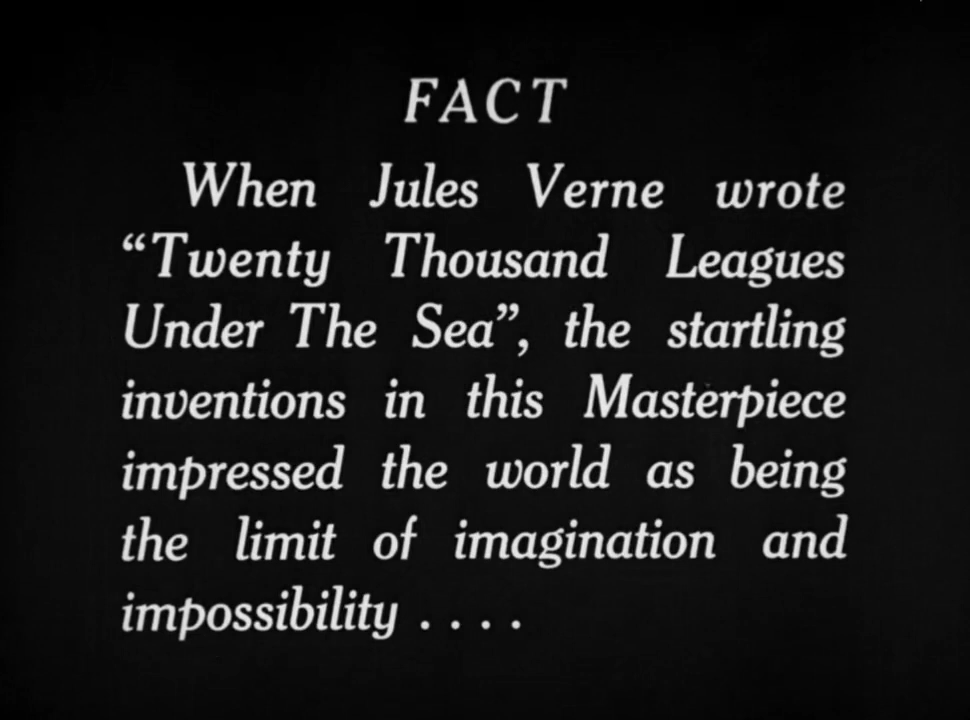 FACT
When Jules Verne wrote
“Twenty Thousand Leagues
Under The Sea”, the startling
inventions in this Masterpiece
impressed the world as being
the limit of imagination and
impossibility . . . .